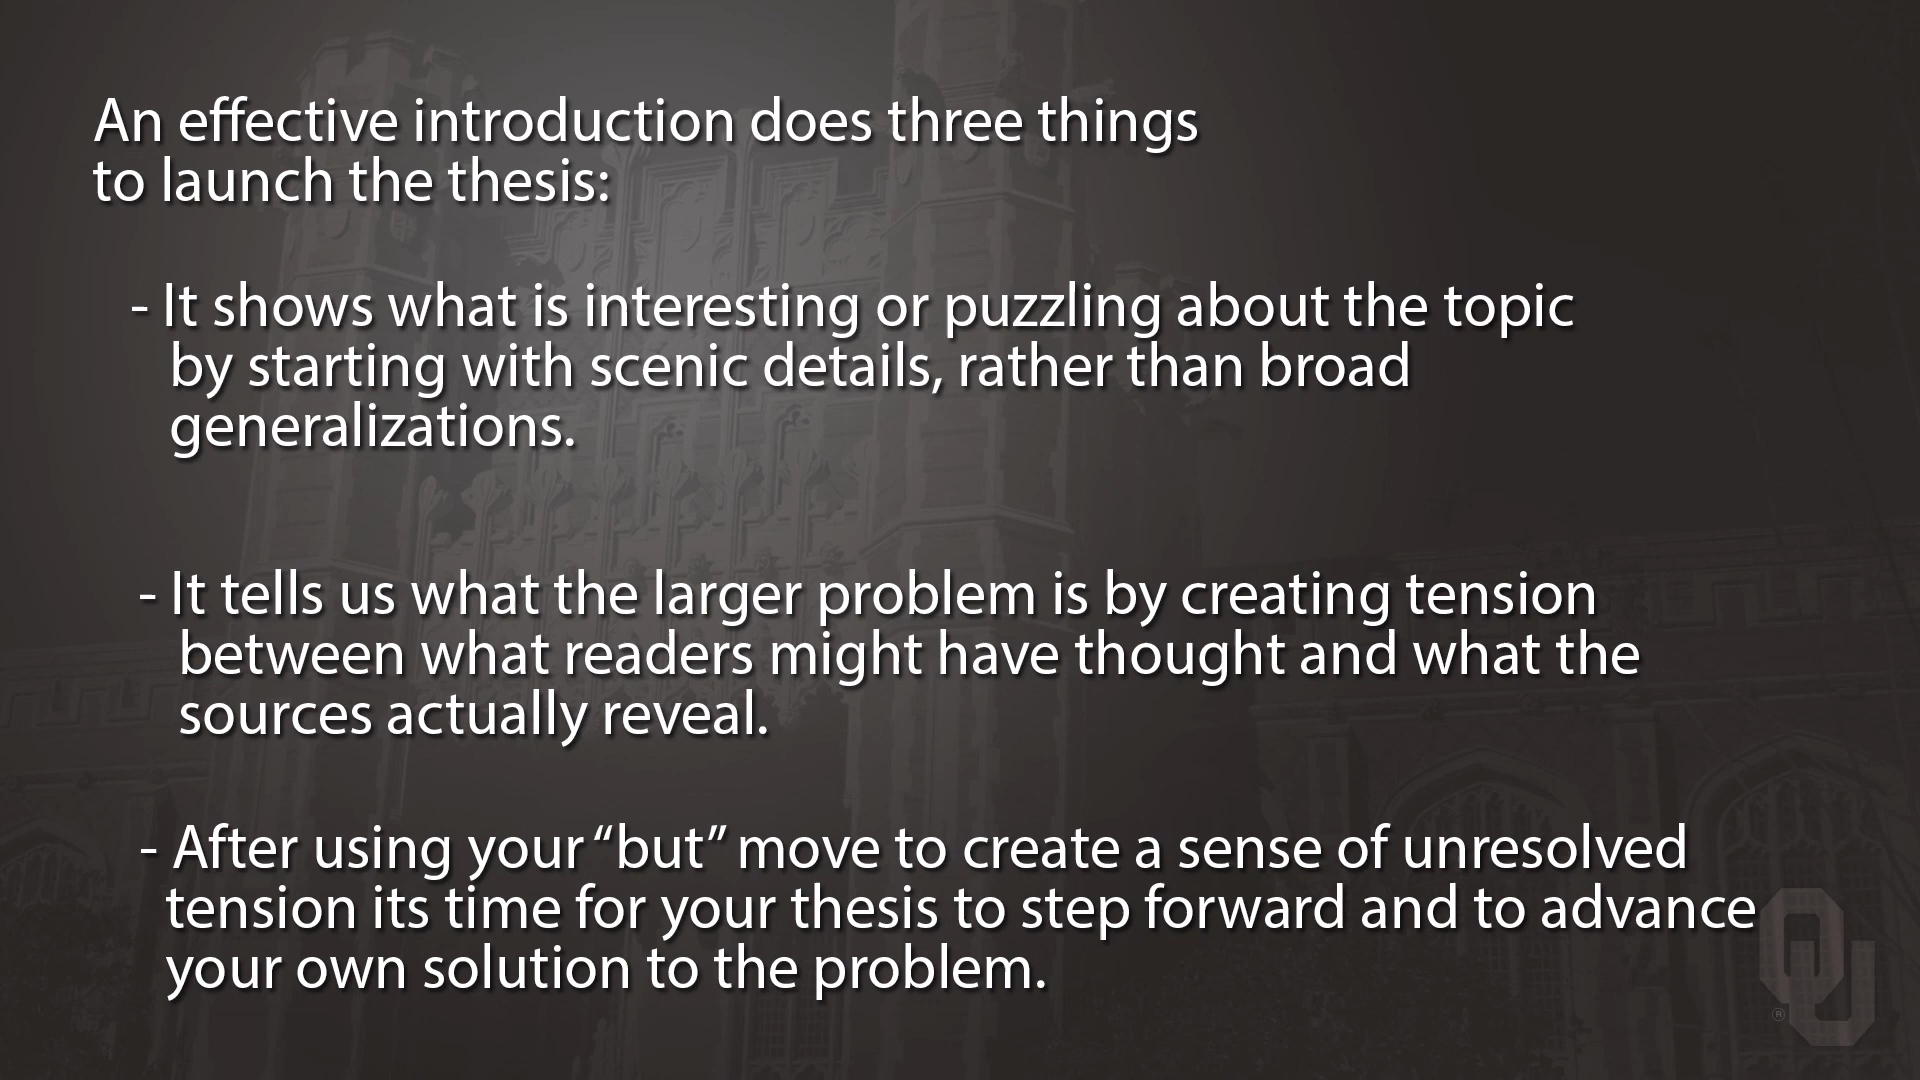 An effective introduction does three things
to launch the thesis:
- It shows what is interesting or puzzling about the topic
by starting with scenic details, rather than broad
generalizations.
- It tells us what the larger problem is by creating tension
between what readers might have thought and what the
sources actually reveal.
- After using your “but” move to create a sense of unresolved
tension its time for your thesis to step forward and to advance
your own solution to the problem.
OU
®